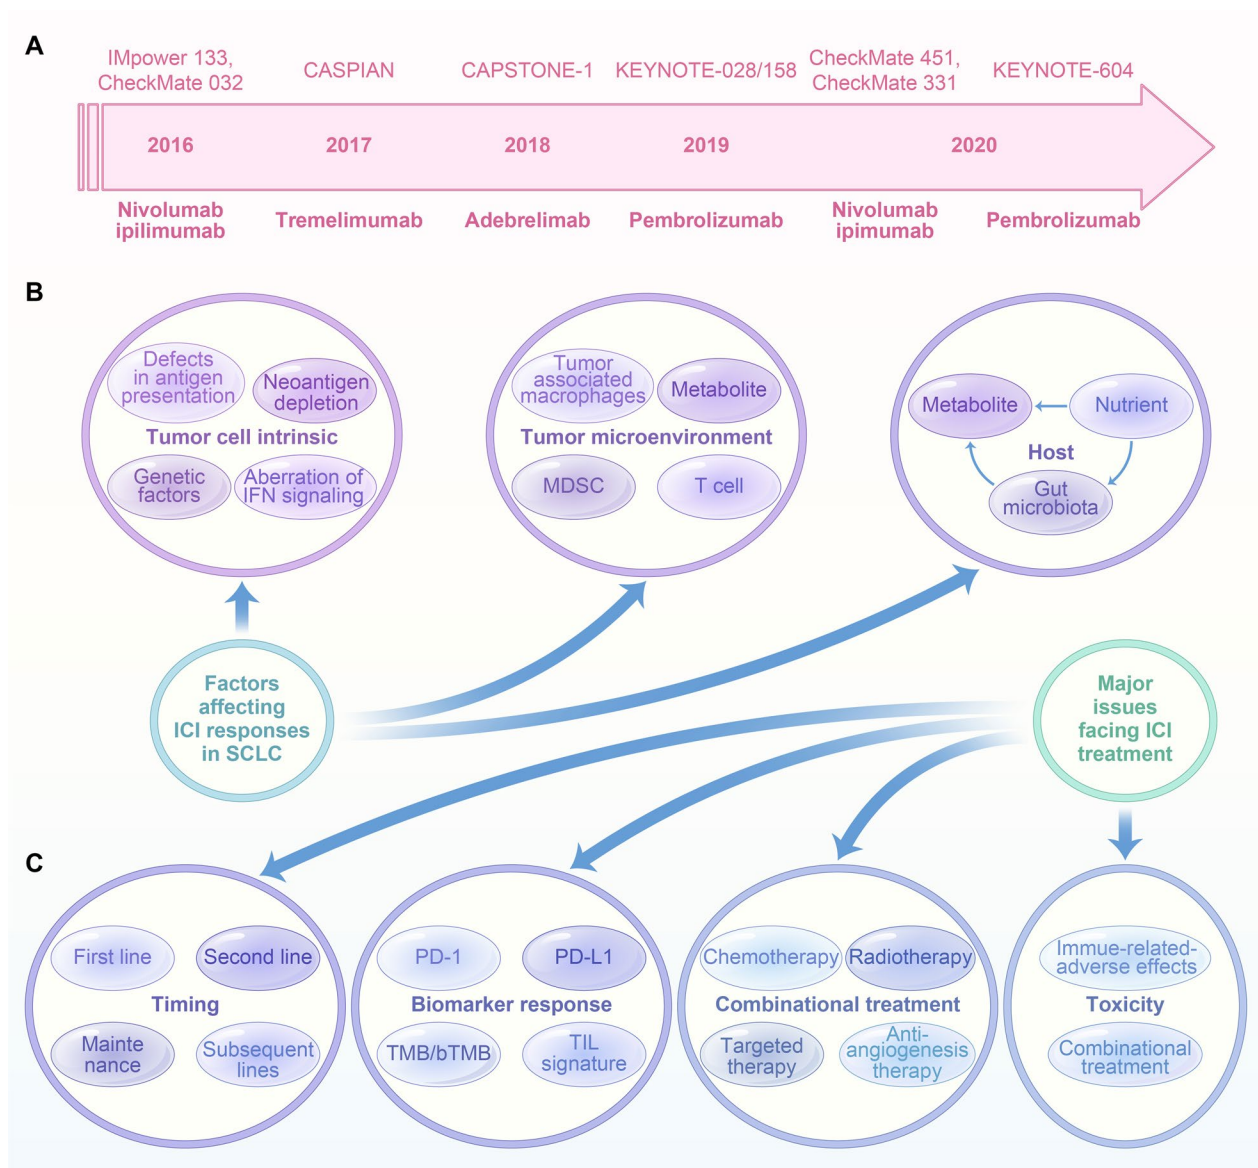 A
IMpower 133,
CheckMate 032
CASPIAN
CAPSTONE-1
KEYNOTE-028/158
CheckMate 451,
CheckMate 331
KEYNOTE-604
2016
2017
2018
2019
2020
Nivolumab
ipilimumab
Tremelimumab
Adebrelimab
Pembrolizumab
Nivolumab
ipimumab
Pembrolizumab
B
Defects
in antigen
presentation
Neoantigen
depletion
Tumor cell intrinsic
Genetic
factors
Aberration of
IFN signaling
Tumor
associated
macrophages
Metabolite
Tumor microenvironment
MDSC
T cell
Metabolite
Nutrient
Host
Gut
microbiota
Factors
affecting
ICI responses
in SCLC
Major
issues
facing ICI
treatment
C
First line
Second line
Timing
Mainte
nance
Subsequent
lines
PD-1
PD-L1
Biomarker response
TMB/bTMB
TIL
signature
Chemotherapy
Radiotherapy
Combinational treatment
Targeted
therapy
Anti-
angiogenesis
therapy
Immue-related-
adverse effects
Toxicity
Combinational
treatment